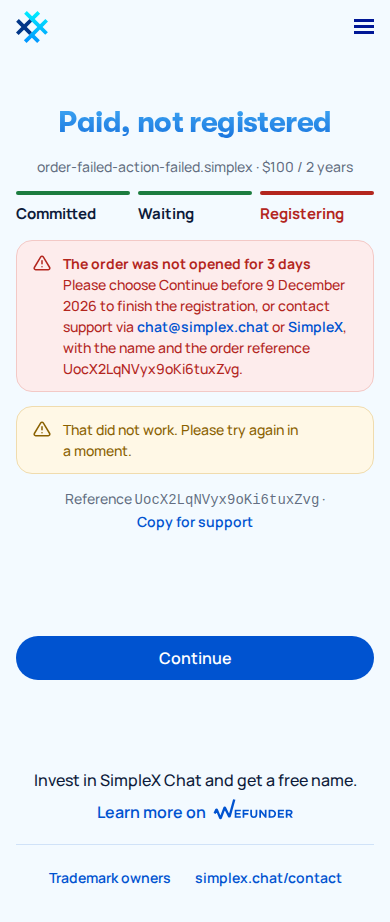 Paid, not registered
order-failed-action-failed.simplex · $100 / 2 years
Committed
Waiting
Registering
The order was not opened for 3 days
Please choose Continue before 9 December
2026 to finish the registration, or contact
support via chat@simplex.chat or SimpleX,
with the name and the order reference
UocX2LqNVyx9oKi6tuxZvg.
That did not work. Please try again in
a moment.
Reference UocX2LqNVyx9oKi6tuxZvg ·
Copy for support
Continue
Invest in SimpleX Chat and get a free name.
Learn more on WEFUNDER
Trademark owners
simplex.chat/contact